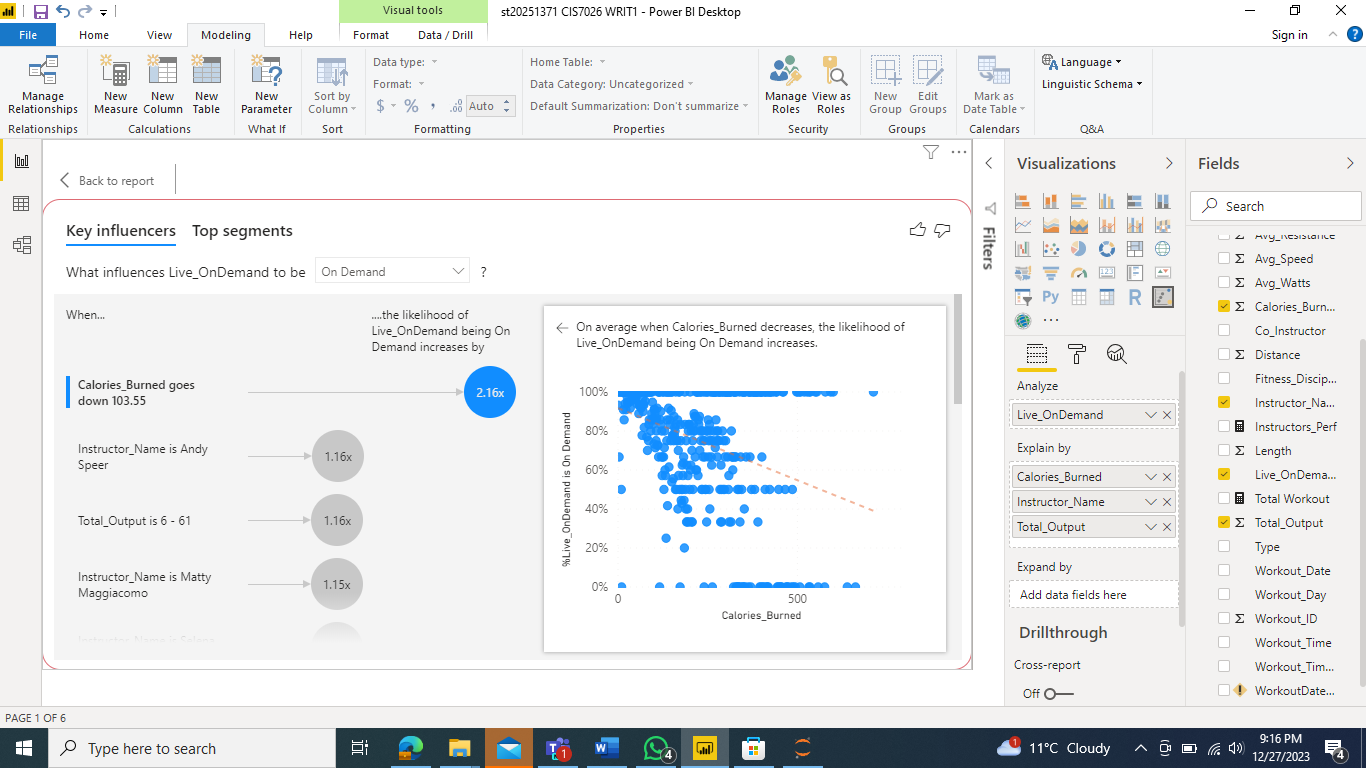 Visual tools
st20251371 CIS7026 WRIT1 - Power BI Desktop
File Home View Modeling Help Format Data / Drill
Sign in
?
Manage Relationships
New Measure
New Column
New Table
New Parameter
Sort by Column
Data type:
Format:
$ % , .00 Auto
Home Table:
Data Category: Uncategorized
Default Summarization: Don't summarize
Manage Roles
View as Roles
New Group
Edit Groups
Mark as Date Table
Language
Linguistic Schema
Relationships Calculations What If Sort Formatting Properties Security Groups Calendars Q&A
Back to report
Key influencers Top segments
What influences Live_OnDemand to be On Demand ?
When...
....the likelihood of
Live_OnDemand being On
Demand increases by
Calories_Burned goes
down 103.55
2.16x
Instructor_Name is Andy
Speer
1.16x
Total_Output is 6 - 61
1.16x
Instructor_Name is Matty
Maggiacomo
1.15x
On average when Calories_Burned decreases, the likelihood of
Live_OnDemand being On Demand increases.
%Live_OnDemand is On Demand
100%
80%
60%
40%
20%
0%
0 500
Calories_Burned
Filters
Visualizations
Py
R
Analyze
Live_OnDemand
Explain by
Calories_Burned
Instructor_Name
Total_Output
Expand by
Add data fields here
Drillthrough
Cross-report
Off
Fields
Search
Avg_Resistance
Avg_Speed
Avg_Watts
Calories_Burn...
Co_Instructor
Distance
Fitness_Discip...
Instructor_Na...
Instructors_Perf
Length
Live_OnDema...
Total Workout
Total_Output
Type
Workout_Date
Workout_Day
Workout_ID
Workout_Time
Workout_Tim...
WorkoutDate...
PAGE 1 OF 6
Type here to search
1
4
1
11°C Cloudy
9:16 PM
12/27/2023
4